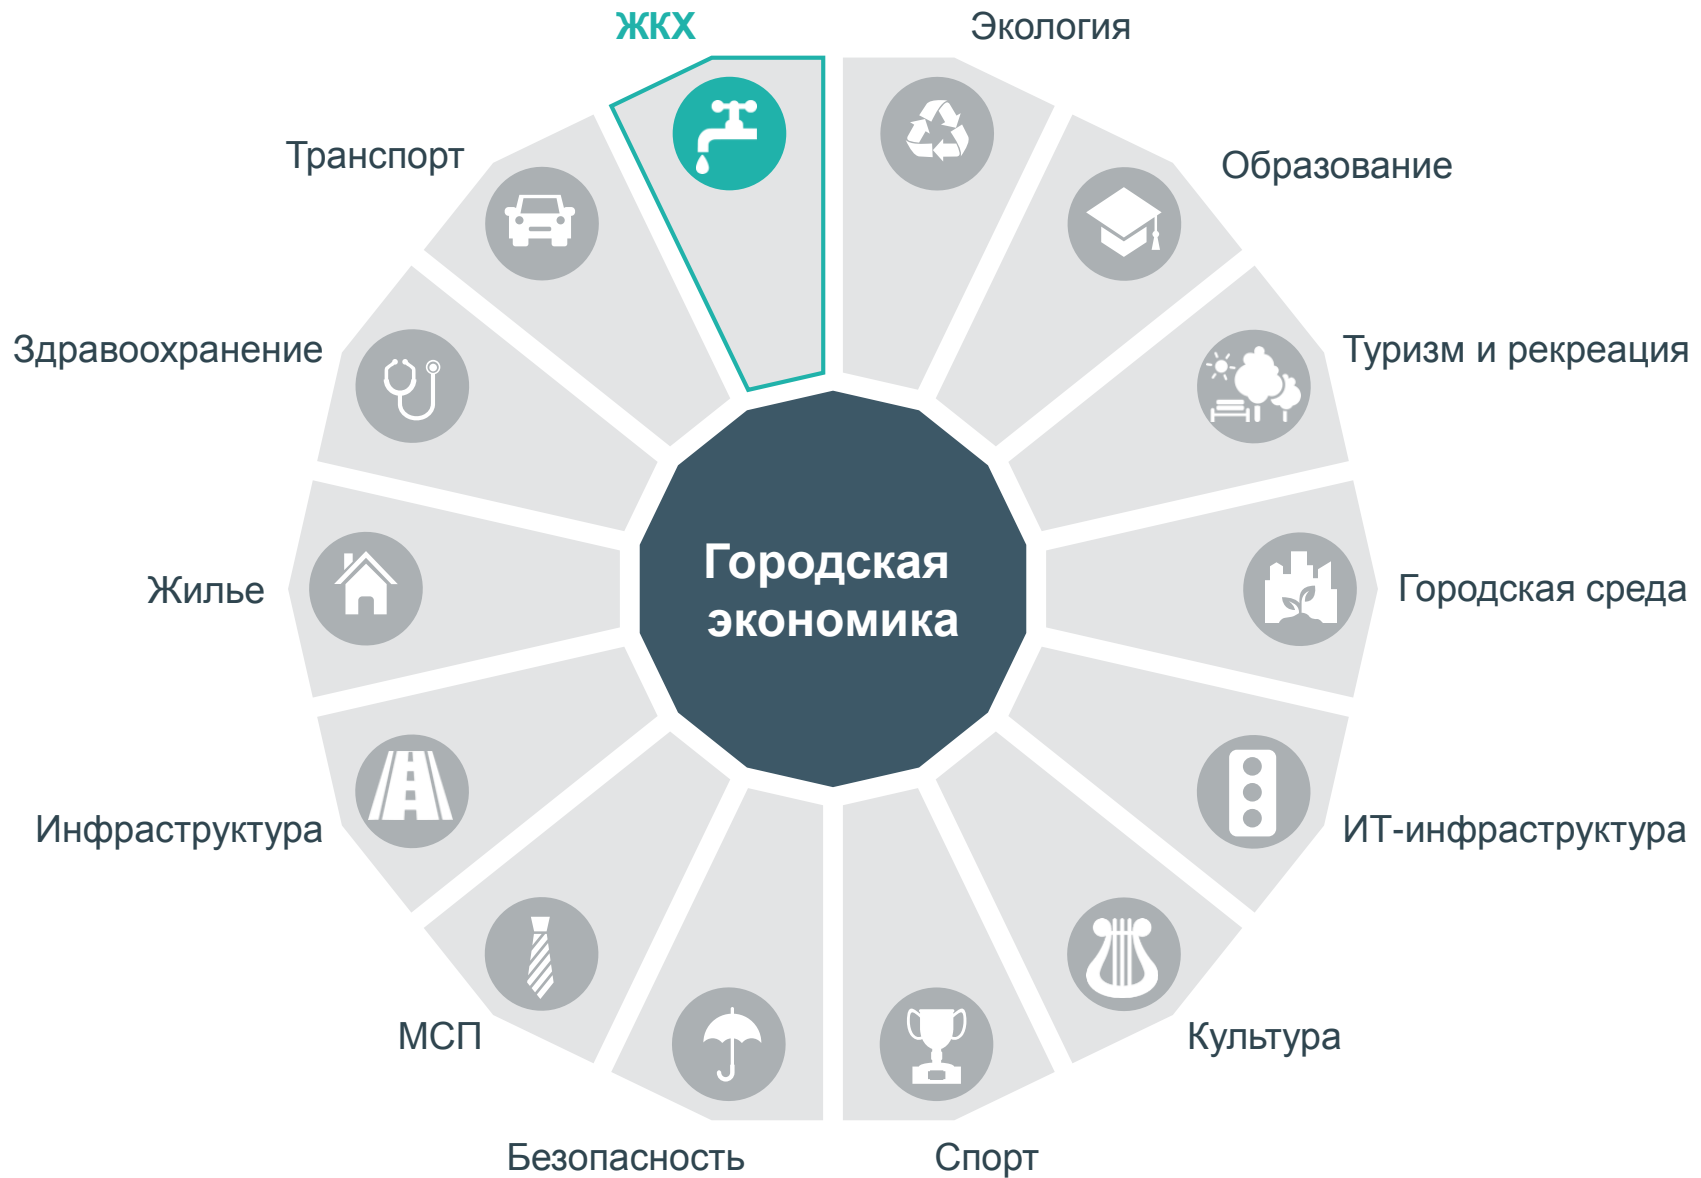 ЖКХ
Экология
Транспорт
Образование
Здравоохранение
Туризм и рекреация
Городская
экономика
Жилье
Городская среда
Инфраструктура
ИТ-инфраструктура
МСП
Культура
Безопасность
Спорт